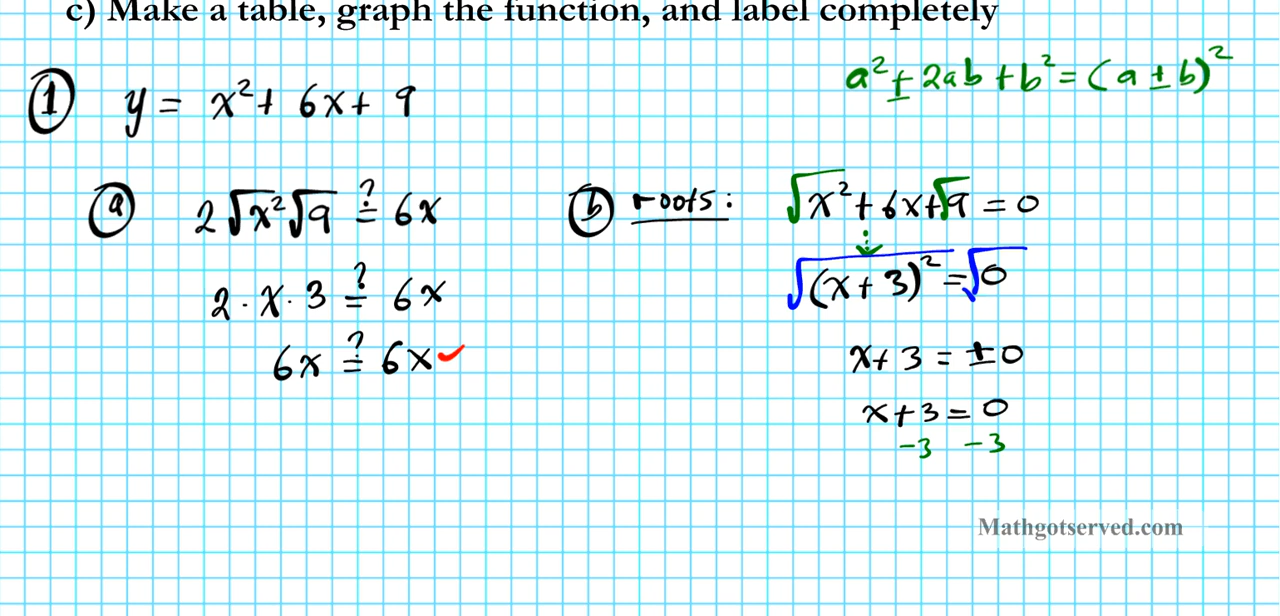 c) Make a table, graph the function, and label completely
a² ± 2ab + b² = (a ± b)²
① y = x² + 6x + 9
ⓐ 2√x²√9 ≟ 6x
2 · x · 3 ≟ 6x
6x ≟ 6x ✓
ⓑ roots: √x² + 6x + √9 = 0
√(x + 3)² = √0
x + 3 = ±0
x + 3 = 0
-3 -3
Mathgotserved.com